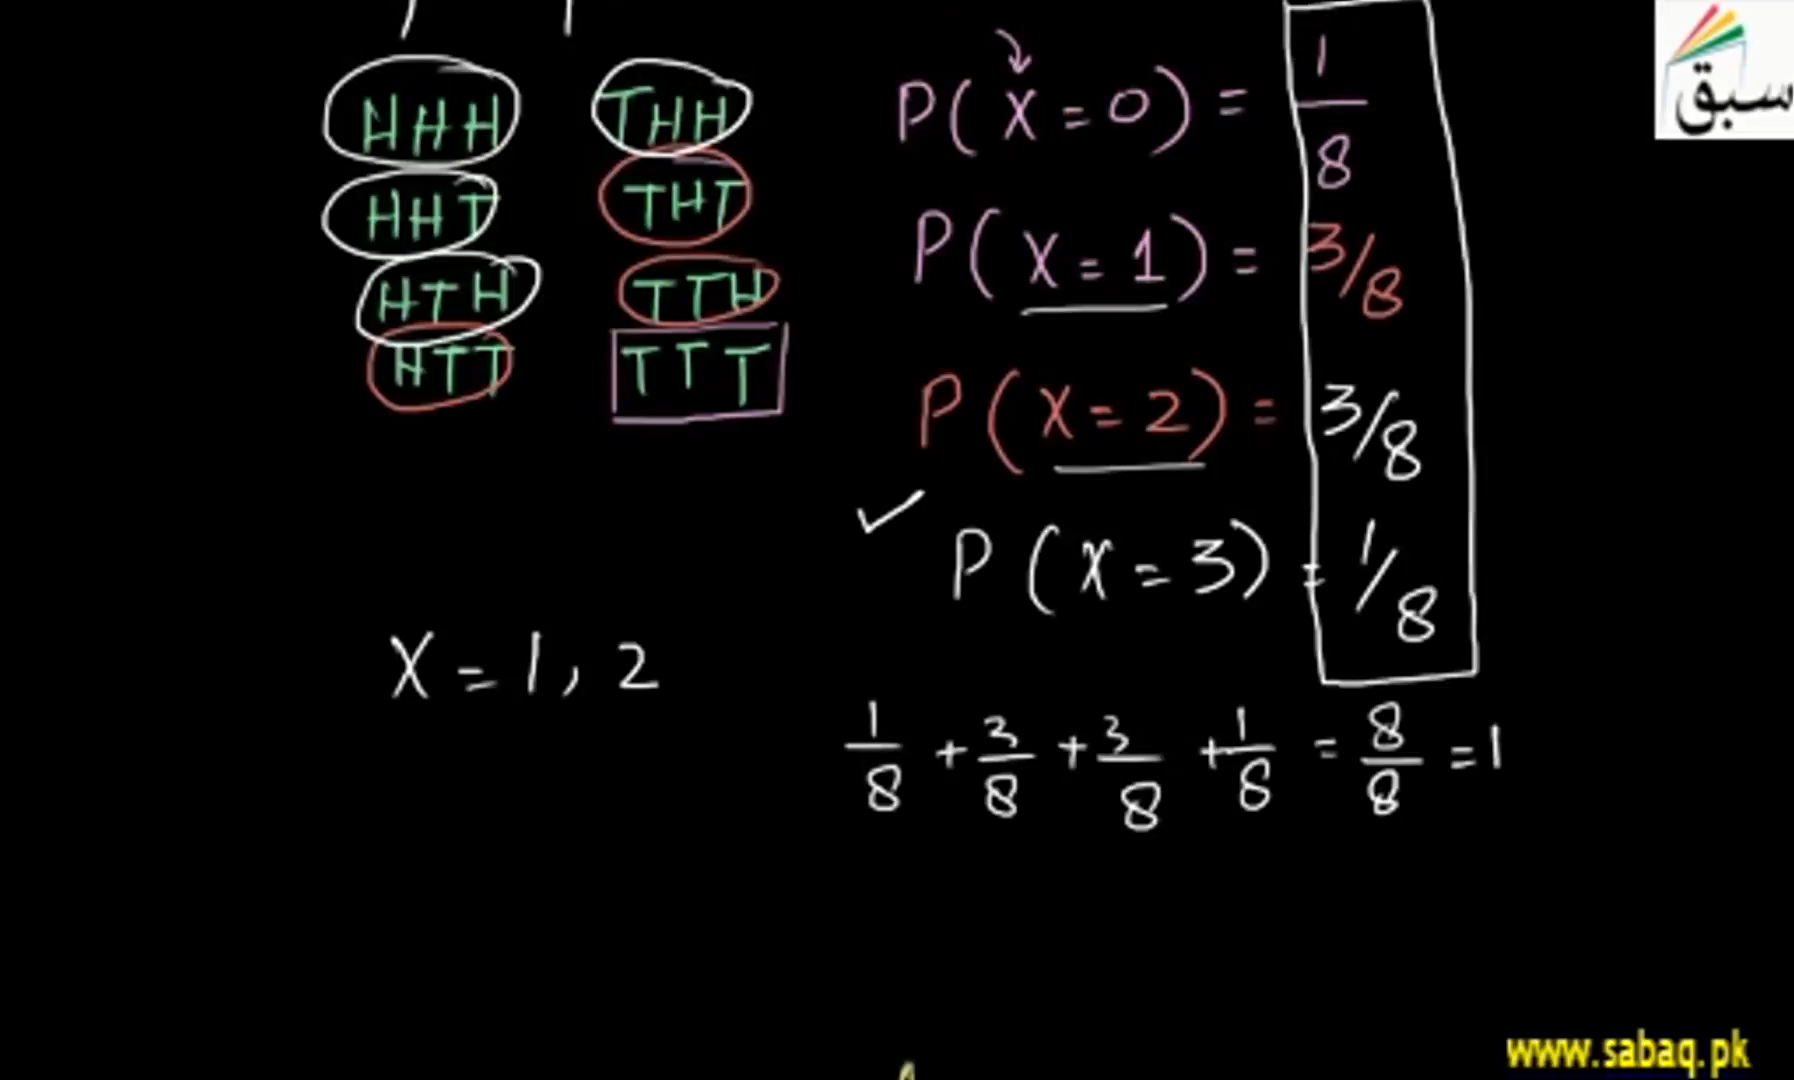 سبق
HHH THH
HHT THT
HTH TTH
HTT TTT
P(X=0) = 1/8
P(X=1) = 3/8
P(X=2) = 3/8
✓ P(X=3) = 1/8
X = 1, 2
1/8 + 3/8 + 3/8 + 1/8 = 8/8 = 1
www.sabaq.pk